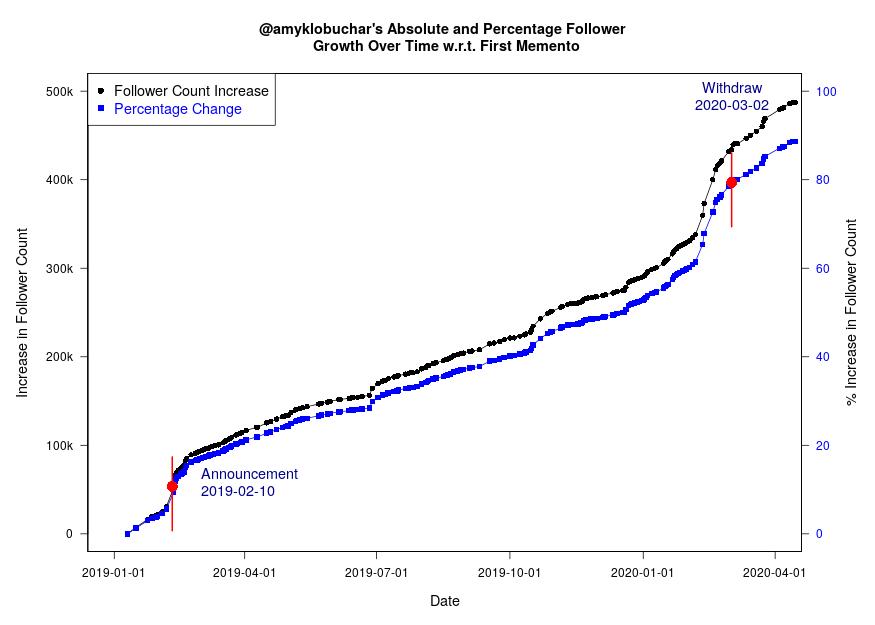 @amyklobuchar's Absolute and Percentage Follower
Growth Over Time w.r.t. First Memento
Follower Count Increase
Percentage Change
Withdraw
2020-03-02
Announcement
2019-02-10
Increase in Follower Count
500k
400k
300k
200k
100k
0
% Increase in Follower Count
100
80
60
40
20
0
2019-01-01
2019-04-01
2019-07-01
2019-10-01
2020-01-01
2020-04-01
Date